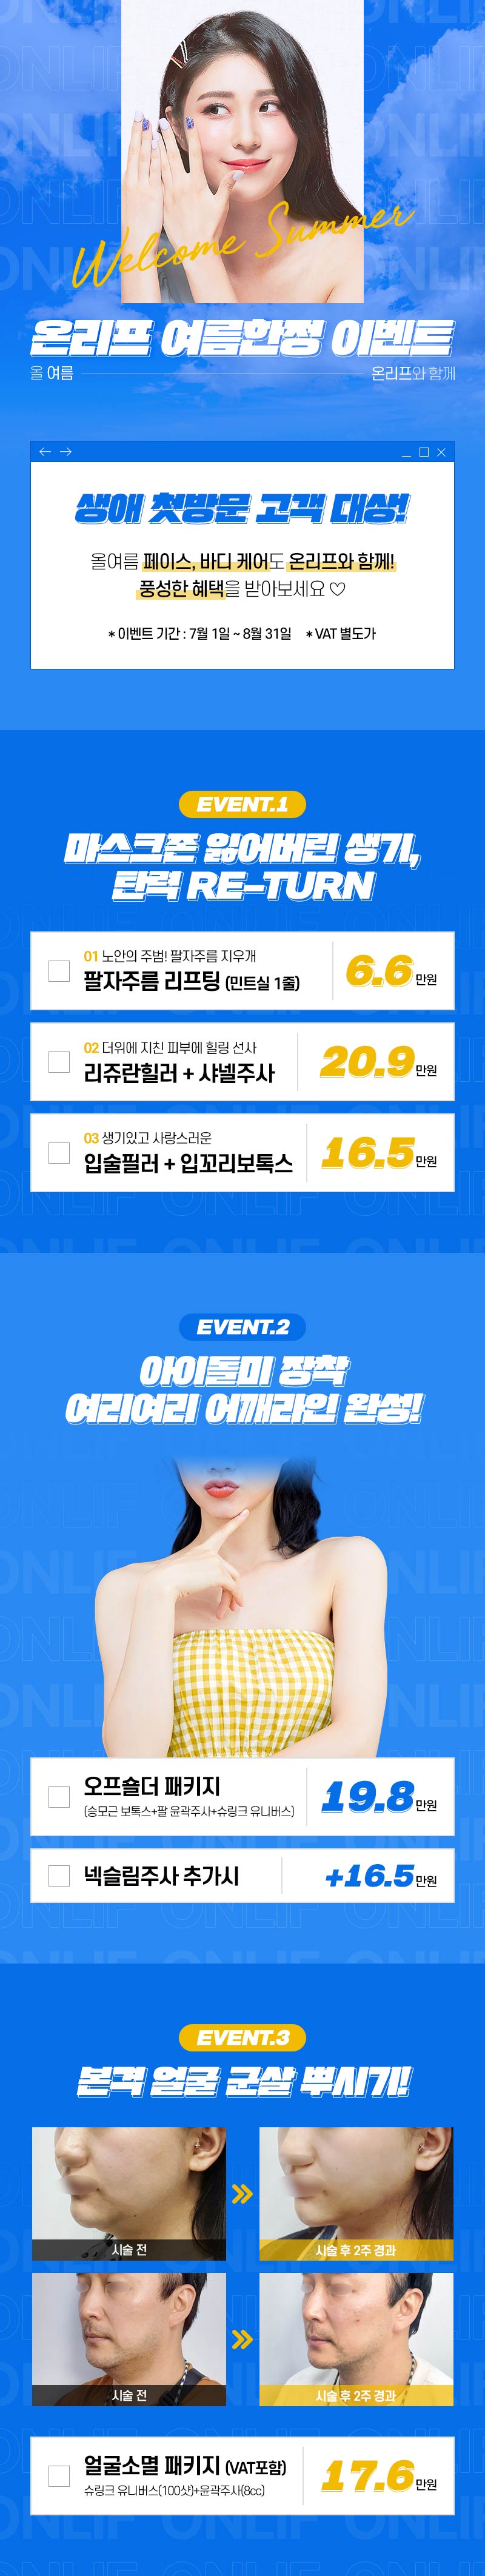 Welcome Summer
온리프 여름한정 이벤트
올 여름
온리프와 함께
생애 첫방문 고객 대상!
올여름 페이스, 바디 케어도 온리프와 함께!
풍성한 혜택을 받아보세요♡
* 이벤트 기간 : 7월 1일 ~ 8월 31일 * VAT 별도가
EVENT.1
마스크존 잃어버린 생기,
탄력 RE-TURN
01 노안의 주범! 팔자주름 지우개
팔자주름 리프팅 (민트실 1줄)
6.6만원
02 더위에 지친 피부에 힐링 선사
리쥬란힐러 + 샤넬주사
20.9만원
03 생기있고 사랑스러운
입술필러 + 입꼬리보톡스
16.5만원
EVENT.2
아이돌미 장착
여리여리 어깨라인 완성!
오프숄더 패키지
(승모근 보톡스+팔 윤곽주사+슈링크 유니버스)
19.8만원
넥슬림주사 추가시
+16.5만원
EVENT.3
본격 얼굴 군살 뿌시기!
시술 전
시술 후 2주 경과
시술 전
시술 후 2주 경과
얼굴소멸 패키지 (VAT포함)
슈링크 유니버스(100샷)+윤곽주사(8cc)
17.6만원